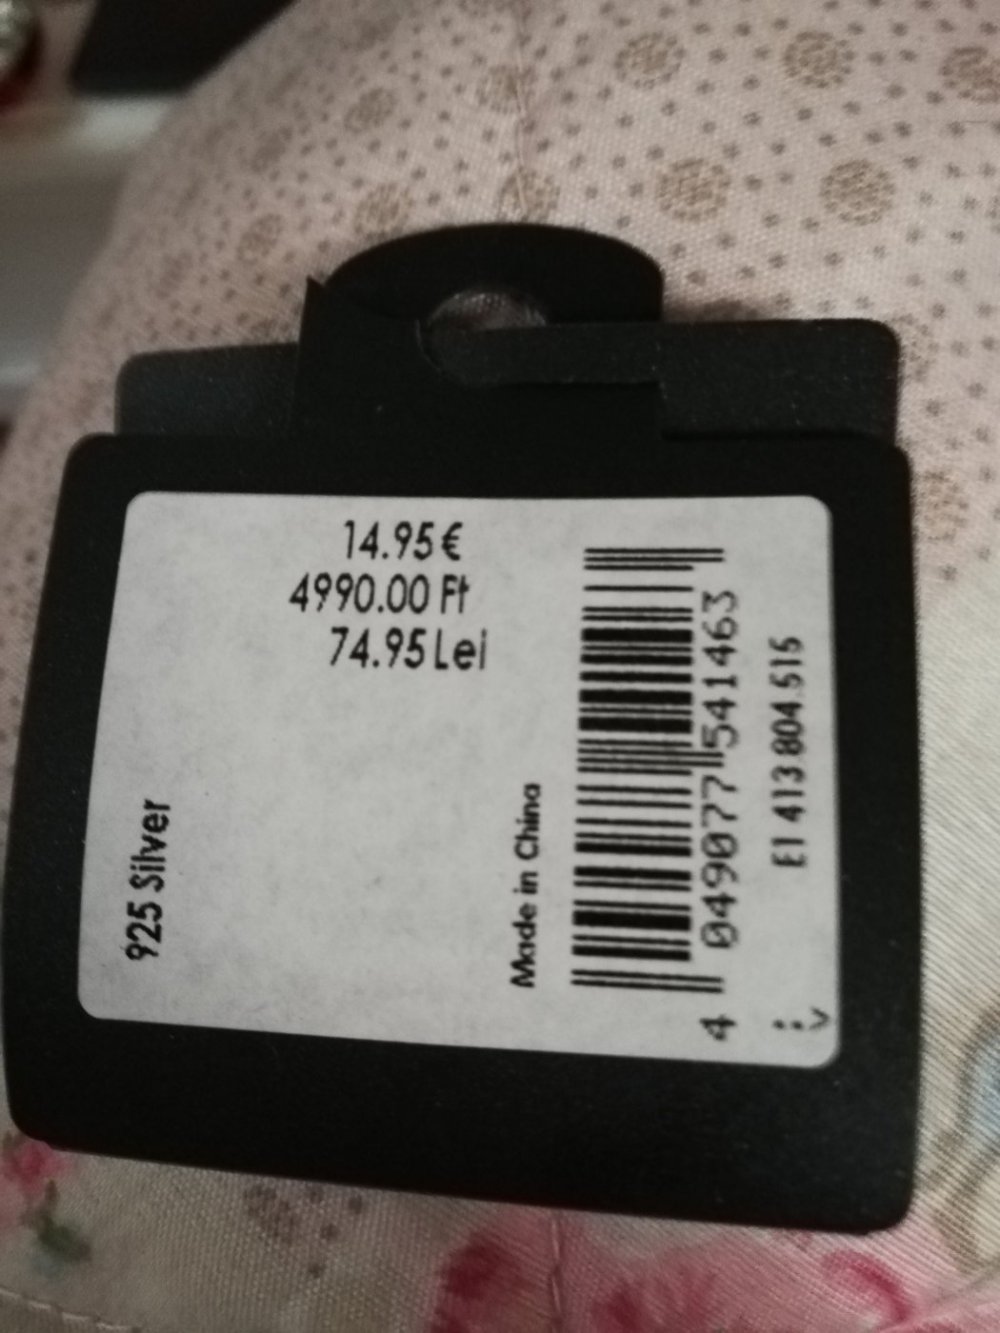 14.95 €
4990.00 Ft
74.95 Lei
925 Silver
Made in China
4 049077 541463
E1 413 804.515